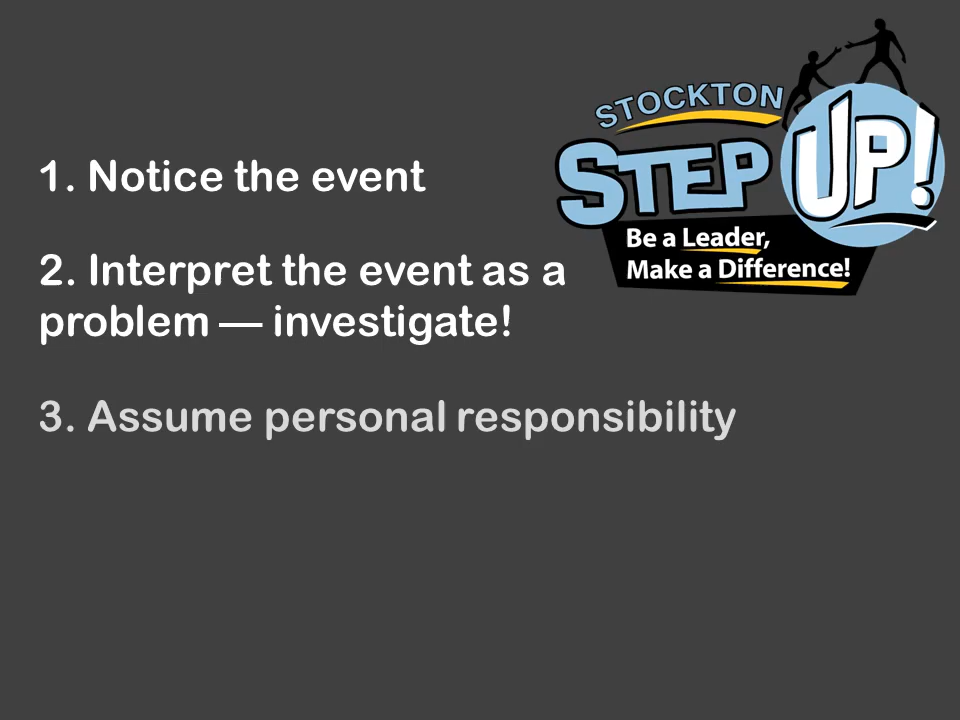 STOCKTON
STEP UP!
Be a Leader,
Make a Difference!
1. Notice the event
2. Interpret the event as a
problem — investigate!
3. Assume personal responsibility